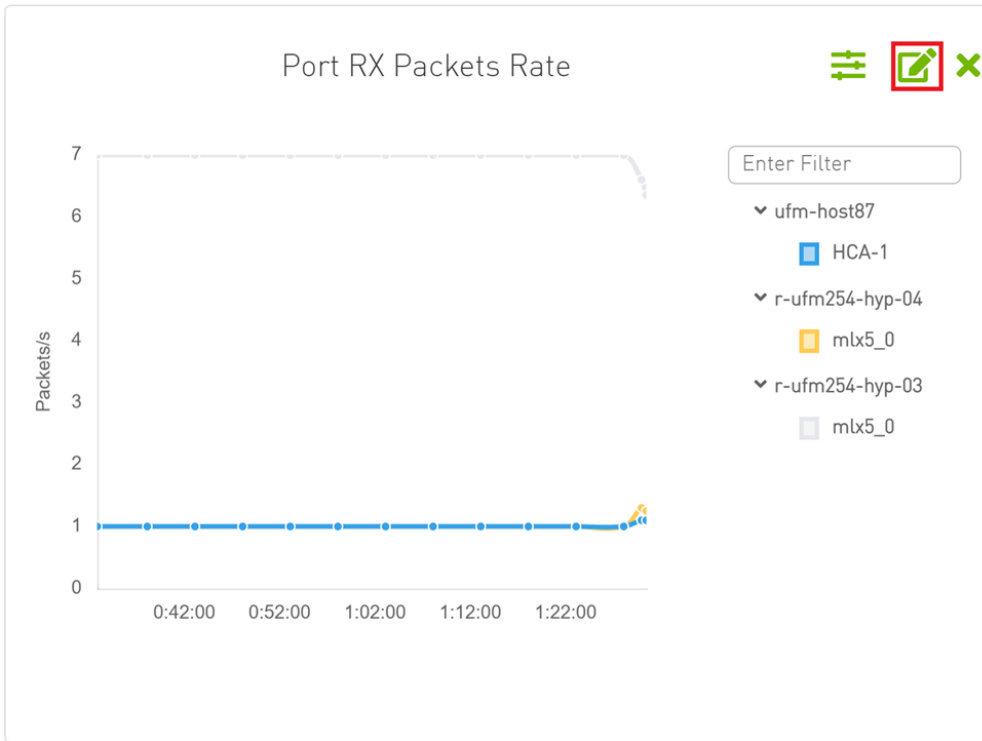 Port RX Packets Rate
7
6
5
4
3
2
1
0
Packets/s
0:42:00 0:52:00 1:02:00 1:12:00 1:22:00
Enter Filter
ufm-host87
HCA-1
r-ufm254-hyp-04
mlx5_0
r-ufm254-hyp-03
mlx5_0